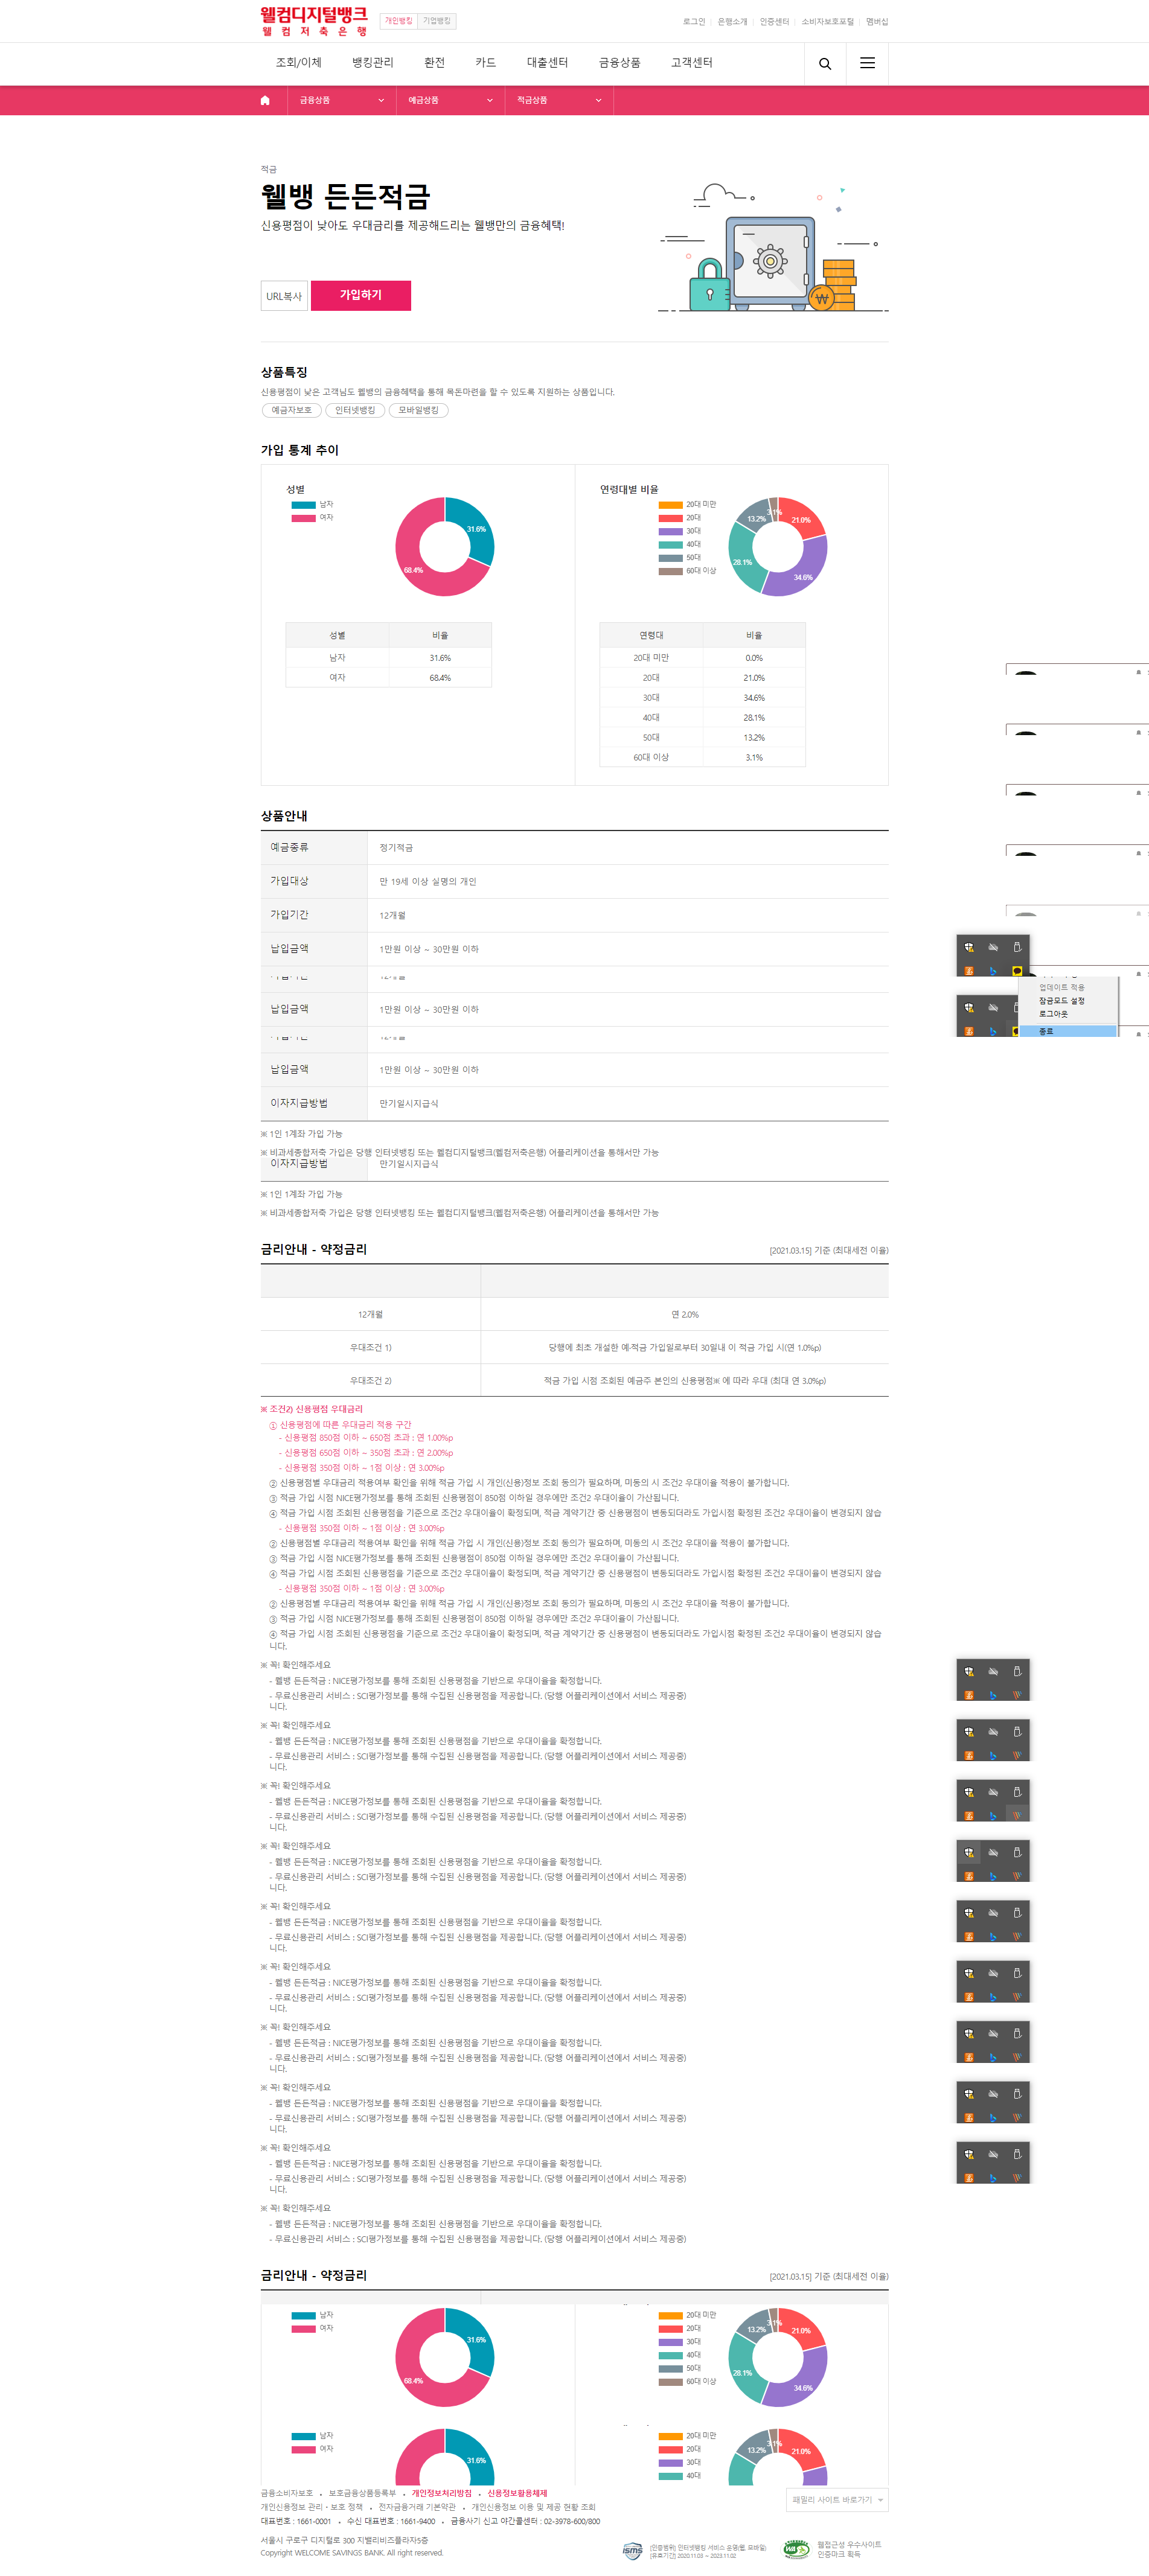 웰컴디지털뱅크
웰컴저축은행
개인뱅킹 기업뱅킹
로그인 은행소개 인증센터 소비자보호포털 멤버십
조회/이체 뱅킹관리 환전 카드 대출센터 금융상품 고객센터
금융상품 예금상품 적금상품
적금
웰뱅 든든적금
신용평점이 낮아도 우대금리를 제공해드리는 웰뱅만의 금융혜택!
URL복사 가입하기
상품특징
신용평점이 낮은 고객님도 웰뱅의 금융혜택을 통해 목돈마련을 할 수 있도록 지원하는 상품입니다.
예금자보호 인터넷뱅킹 모바일뱅킹
가입 통계 추이
성별
남자
여자
31.6%
68.4%
연령대별 비율
20대 미만
20대
30대
40대
50대
60대 이상
3.1%
13.2%
21.0%
28.1%
34.6%
성별 비율
남자 31.6%
여자 68.4%
연령대 비율
20대 미만 0.0%
20대 21.0%
30대 34.6%
40대 28.1%
50대 13.2%
60대 이상 3.1%
상품안내
예금종류 정기적금
가입대상 만 19세 이상 실명의 개인
가입기간 12개월
납입금액 1만원 이상 ~ 30만원 이하
납입금액 1만원 이상 ~ 30만원 이하
업데이트 적용
잠금모드 설정
로그아웃
종료
납입금액 1만원 이상 ~ 30만원 이하
이자지급방법 만기일시지급식
※ 1인 1계좌 가입 가능
※ 비과세종합저축 가입은 당행 인터넷뱅킹 또는 웰컴디지털뱅크(웰컴저축은행) 어플리케이션을 통해서만 가능
이자지급방법 만기일시지급식
※ 1인 1계좌 가입 가능
※ 비과세종합저축 가입은 당행 인터넷뱅킹 또는 웰컴디지털뱅크(웰컴저축은행) 어플리케이션을 통해서만 가능
금리안내 - 약정금리
[2021.03.15] 기준 (최대세전 이율)
12개월 연 2.0%
우대조건 1) 당행에 최초 개설한 예·적금 가입일로부터 30일내 이 적금 가입 시(연 1.0%p)
우대조건 2) 적금 가입 시점 조회된 예금주 본인의 신용평점※ 에 따라 우대 (최대 연 3.0%p)
※ 조건2) 신용평점 우대금리
① 신용평점에 따른 우대금리 적용 구간
- 신용평점 850점 이하 ~ 650점 초과 : 연 1.00%p
- 신용평점 650점 이하 ~ 350점 초과 : 연 2.00%p
- 신용평점 350점 이하 ~ 1점 이상 : 연 3.00%p
② 신용평점별 우대금리 적용여부 확인을 위해 적금 가입 시 개인(신용)정보 조회 동의가 필요하며, 미동의 시 조건2 우대이율 적용이 불가합니다.
③ 적금 가입 시점 NICE평가정보를 통해 조회된 신용평점이 850점 이하일 경우에만 조건2 우대이율이 가산됩니다.
④ 적금 가입 시점 조회된 신용평점을 기준으로 조건2 우대이율이 확정되며, 적금 계약기간 중 신용평점이 변동되더라도 가입시점 확정된 조건2 우대이율이 변경되지 않습
- 신용평점 350점 이하 ~ 1점 이상 : 연 3.00%p
② 신용평점별 우대금리 적용여부 확인을 위해 적금 가입 시 개인(신용)정보 조회 동의가 필요하며, 미동의 시 조건2 우대이율 적용이 불가합니다.
③ 적금 가입 시점 NICE평가정보를 통해 조회된 신용평점이 850점 이하일 경우에만 조건2 우대이율이 가산됩니다.
④ 적금 가입 시점 조회된 신용평점을 기준으로 조건2 우대이율이 확정되며, 적금 계약기간 중 신용평점이 변동되더라도 가입시점 확정된 조건2 우대이율이 변경되지 않습
- 신용평점 350점 이하 ~ 1점 이상 : 연 3.00%p
② 신용평점별 우대금리 적용여부 확인을 위해 적금 가입 시 개인(신용)정보 조회 동의가 필요하며, 미동의 시 조건2 우대이율 적용이 불가합니다.
③ 적금 가입 시점 NICE평가정보를 통해 조회된 신용평점이 850점 이하일 경우에만 조건2 우대이율이 가산됩니다.
④ 적금 가입 시점 조회된 신용평점을 기준으로 조건2 우대이율이 확정되며, 적금 계약기간 중 신용평점이 변동되더라도 가입시점 확정된 조건2 우대이율이 변경되지 않습
니다.
※ 꼭! 확인해주세요
- 웰뱅 든든적금 : NICE평가정보를 통해 조회된 신용평점을 기반으로 우대이율을 확정합니다.
- 무료신용관리 서비스 : SCI평가정보를 통해 수집된 신용평점을 제공합니다. (당행 어플리케이션에서 서비스 제공중)
니다.
※ 꼭! 확인해주세요
- 웰뱅 든든적금 : NICE평가정보를 통해 조회된 신용평점을 기반으로 우대이율을 확정합니다.
- 무료신용관리 서비스 : SCI평가정보를 통해 수집된 신용평점을 제공합니다. (당행 어플리케이션에서 서비스 제공중)
니다.
※ 꼭! 확인해주세요
- 웰뱅 든든적금 : NICE평가정보를 통해 조회된 신용평점을 기반으로 우대이율을 확정합니다.
- 무료신용관리 서비스 : SCI평가정보를 통해 수집된 신용평점을 제공합니다. (당행 어플리케이션에서 서비스 제공중)
니다.
※ 꼭! 확인해주세요
- 웰뱅 든든적금 : NICE평가정보를 통해 조회된 신용평점을 기반으로 우대이율을 확정합니다.
- 무료신용관리 서비스 : SCI평가정보를 통해 수집된 신용평점을 제공합니다. (당행 어플리케이션에서 서비스 제공중)
니다.
※ 꼭! 확인해주세요
- 웰뱅 든든적금 : NICE평가정보를 통해 조회된 신용평점을 기반으로 우대이율을 확정합니다.
- 무료신용관리 서비스 : SCI평가정보를 통해 수집된 신용평점을 제공합니다. (당행 어플리케이션에서 서비스 제공중)
니다.
※ 꼭! 확인해주세요
- 웰뱅 든든적금 : NICE평가정보를 통해 조회된 신용평점을 기반으로 우대이율을 확정합니다.
- 무료신용관리 서비스 : SCI평가정보를 통해 수집된 신용평점을 제공합니다. (당행 어플리케이션에서 서비스 제공중)
니다.
※ 꼭! 확인해주세요
- 웰뱅 든든적금 : NICE평가정보를 통해 조회된 신용평점을 기반으로 우대이율을 확정합니다.
- 무료신용관리 서비스 : SCI평가정보를 통해 수집된 신용평점을 제공합니다. (당행 어플리케이션에서 서비스 제공중)
니다.
※ 꼭! 확인해주세요
- 웰뱅 든든적금 : NICE평가정보를 통해 조회된 신용평점을 기반으로 우대이율을 확정합니다.
- 무료신용관리 서비스 : SCI평가정보를 통해 수집된 신용평점을 제공합니다. (당행 어플리케이션에서 서비스 제공중)
니다.
※ 꼭! 확인해주세요
- 웰뱅 든든적금 : NICE평가정보를 통해 조회된 신용평점을 기반으로 우대이율을 확정합니다.
- 무료신용관리 서비스 : SCI평가정보를 통해 수집된 신용평점을 제공합니다. (당행 어플리케이션에서 서비스 제공중)
니다.
※ 꼭! 확인해주세요
- 웰뱅 든든적금 : NICE평가정보를 통해 조회된 신용평점을 기반으로 우대이율을 확정합니다.
- 무료신용관리 서비스 : SCI평가정보를 통해 수집된 신용평점을 제공합니다. (당행 어플리케이션에서 서비스 제공중)
금리안내 - 약정금리
[2021.03.15] 기준 (최대세전 이율)
남자
여자
31.6%
68.4%
20대 미만
20대
30대
40대
50대
60대 이상
3.1%
13.2%
21.0%
28.1%
34.6%
남자
여자
31.6%
20대 미만
20대
30대
40대
3.1%
13.2%
21.0%
금융소비자보호 • 보호금융상품등록부 • 개인정보처리방침 • 신용정보활용체제
패밀리 사이트 바로가기
개인신용정보 관리・보호 정책 • 전자금융거래 기본약관 • 개인신용정보 이용 및 제공 현황 조회
대표번호 : 1661-0001 • 수신 대표번호 : 1661-9400 • 금융사기 신고 야간콜센터 : 02-3978-600/800
서울시 구로구 디지털로 300 지밸리비즈플라자5층
Copyright WELCOME SAVINGS BANK, All right reserved.
isms
[인증범위] 인터넷뱅킹 서비스 운영(웹, 모바일)
[유효기간] 2020.11.03 ~ 2023.11.02
WA
웹접근성 우수사이트
인증마크 획득